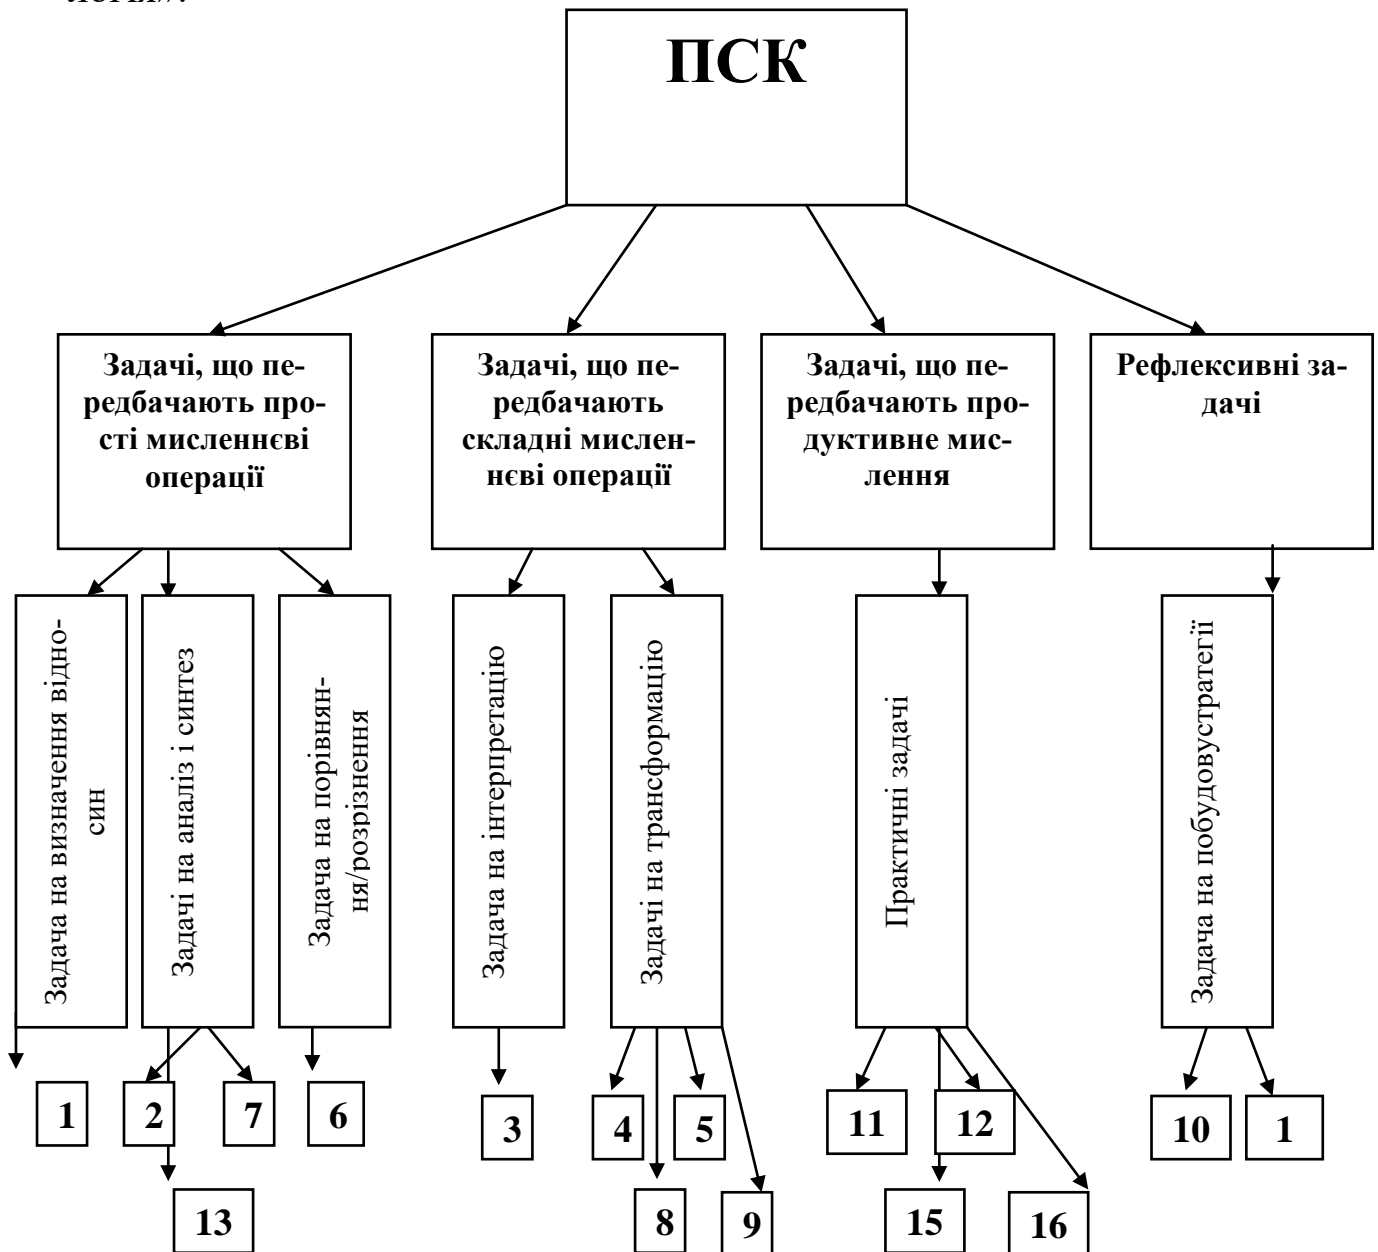 ПСК
Задачі, що пе-
редбачають про-
сті мисленнєві
операції
Задачі, що пе-
редбачають
складні мислен-
нєві операції
Задачі, що пе-
редбачають про-
дуктивне мис-
лення
Рефлексивні за-
дачі
Задача на визначення відно-
син
Задачі на аналіз і синтез
Задача на порівнян-
ня/розрізнення
Задача на інтерпретацію
Задачі на трансформацію
Практичні задачі
Задача на побудовустратегії
1
2
7
6
3
4
5
11
12
10
1
13
8
9
15
16